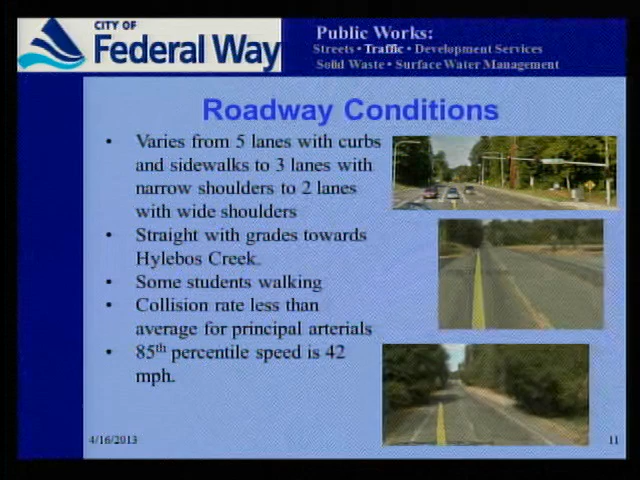 CITY OF
Federal Way
Public Works:
Streets • Traffic • Development Services
Solid Waste • Surface Water Management
Roadway Conditions
• Varies from 5 lanes with curbs
and sidewalks to 3 lanes with
narrow shoulders to 2 lanes
with wide shoulders
• Straight with grades towards
Hylebos Creek.
• Some students walking
• Collision rate less than
average for principal arterials
• 85th percentile speed is 42
mph.
4/16/2013
11